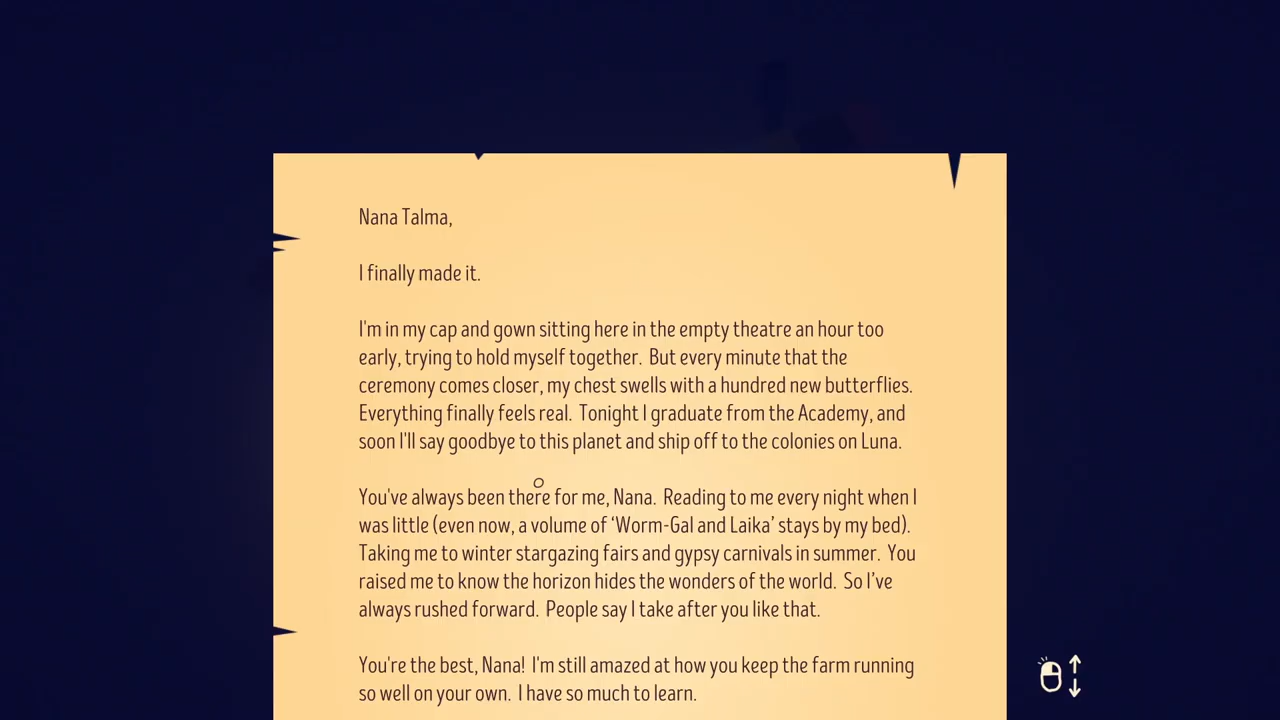 Nana Talma,
I finally made it.
I'm in my cap and gown sitting here in the empty theatre an hour too
early, trying to hold myself together.  But every minute that the
ceremony comes closer, my chest swells with a hundred new butterflies.
Everything finally feels real.  Tonight I graduate from the Academy, and
soon I'll say goodbye to this planet and ship off to the colonies on Luna.
You've always been there for me, Nana.  Reading to me every night when I
was little (even now, a volume of ‘Worm-Gal and Laika’ stays by my bed).
Taking me to winter stargazing fairs and gypsy carnivals in summer.  You
raised me to know the horizon hides the wonders of the world.  So I’ve
always rushed forward.  People say I take after you like that.
You're the best, Nana!  I'm still amazed at how you keep the farm running
so well on your own.  I have so much to learn.